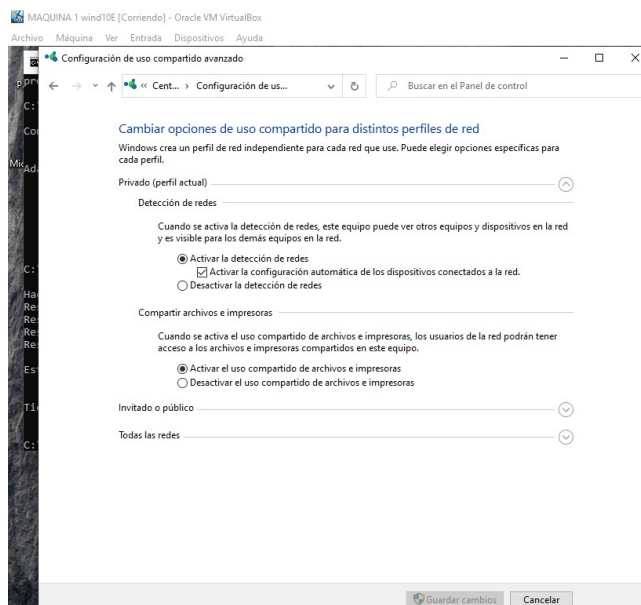 MAQUINA 1 wind10E [Corriendo] - Oracle VM VirtualBox
Archivo Máquina Ver Entrada Dispositivos Ayuda
Configuración de uso compartido avanzado
« Cent... › Configuración de us...
Buscar en el Panel de control
Cambiar opciones de uso compartido para distintos perfiles de red
Windows crea un perfil de red independiente para cada red que use. Puede elegir opciones específicas para
cada perfil.
Privado (perfil actual)
Detección de redes
Cuando se activa la detección de redes, este equipo puede ver otros equipos y dispositivos en la red
y es visible para los demás equipos en la red.
Activar la detección de redes
Activar la configuración automática de los dispositivos conectados a la red.
Desactivar la detección de redes
Compartir archivos e impresoras
Cuando se activa el uso compartido de archivos e impresoras, los usuarios de la red podrán tener
acceso a los archivos e impresoras compartidos en este equipo.
Activar el uso compartido de archivos e impresoras
Desactivar el uso compartido de archivos e impresoras
Invitado o público
Todas las redes
Guardar cambios Cancelar